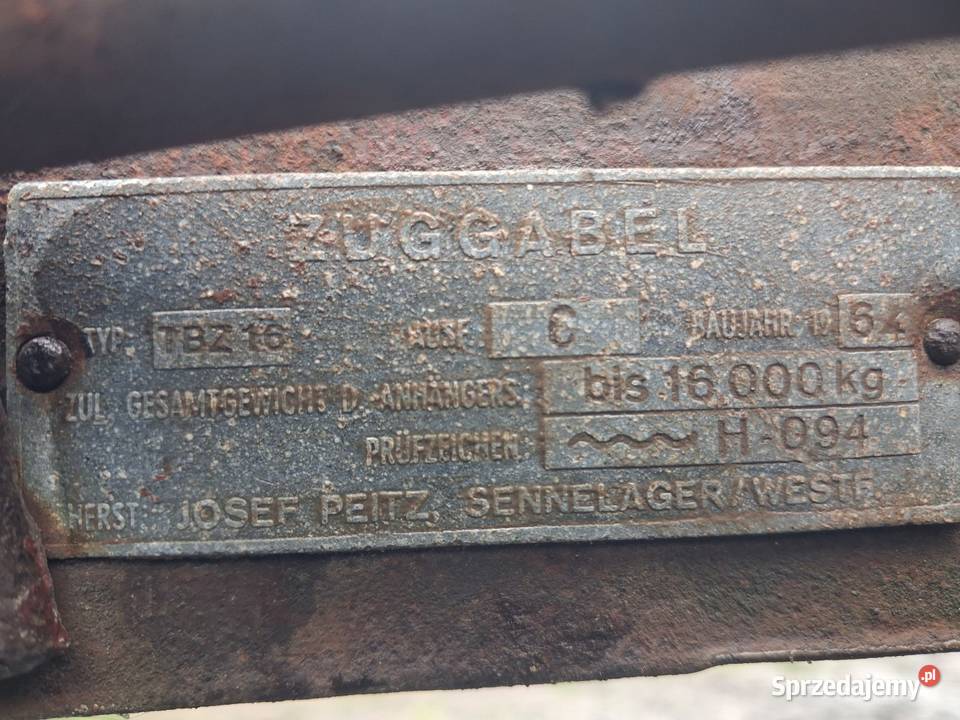 ZUGGABEL
TYP: TBZ 16 AUSF. C BAUJAHR 19 64
ZUL. GESAMTGEWICHT D. ANHÄNGERS: bis 16 000 kg
PRÜFZEICHEN: H-094
HERST.: JOSEF PEITZ, SENNELAGER/WESTF.
Sprzedajemy.pl